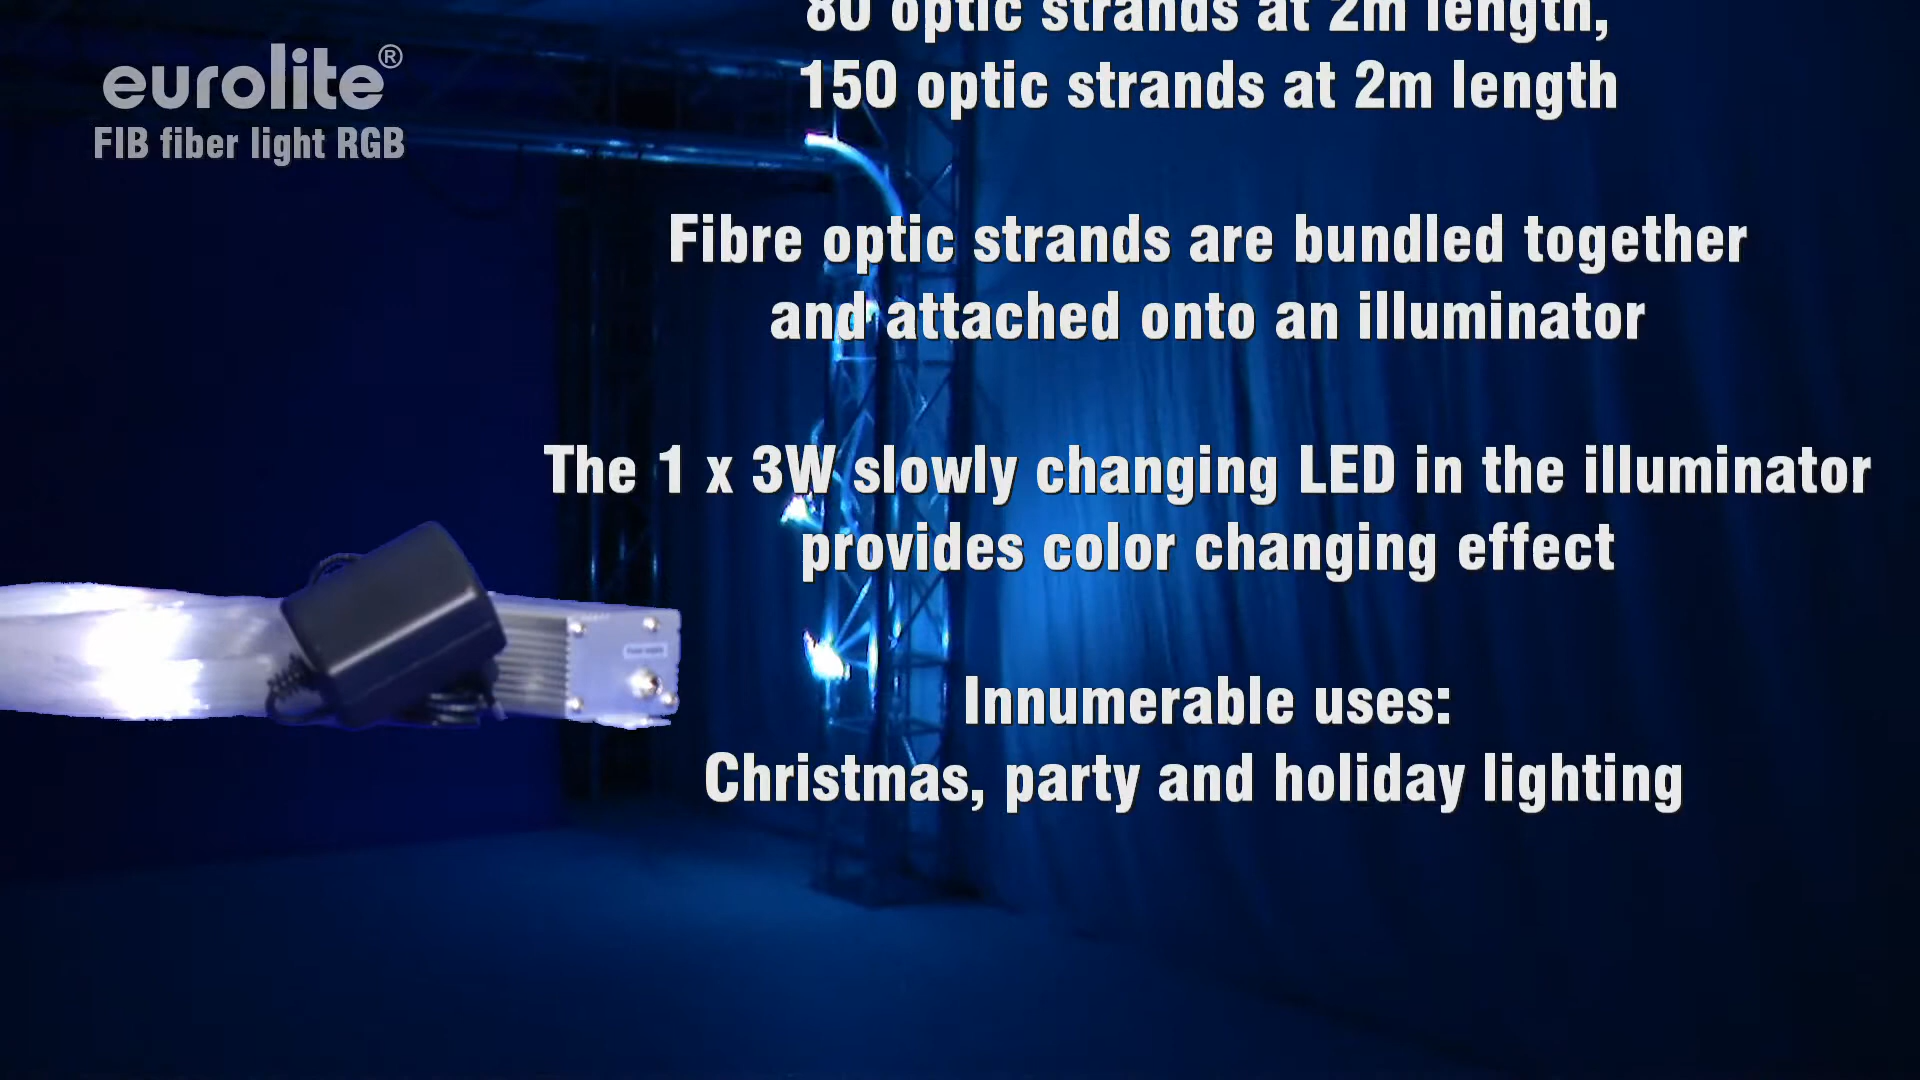 eurolite®
FIB fiber light RGB
80 optic strands at 2m length,
150 optic strands at 2m length
Fibre optic strands are bundled together
and attached onto an illuminator
The 1 x 3W slowly changing LED in the illuminator
provides color changing effect
Innumerable uses:
Christmas, party and holiday lighting